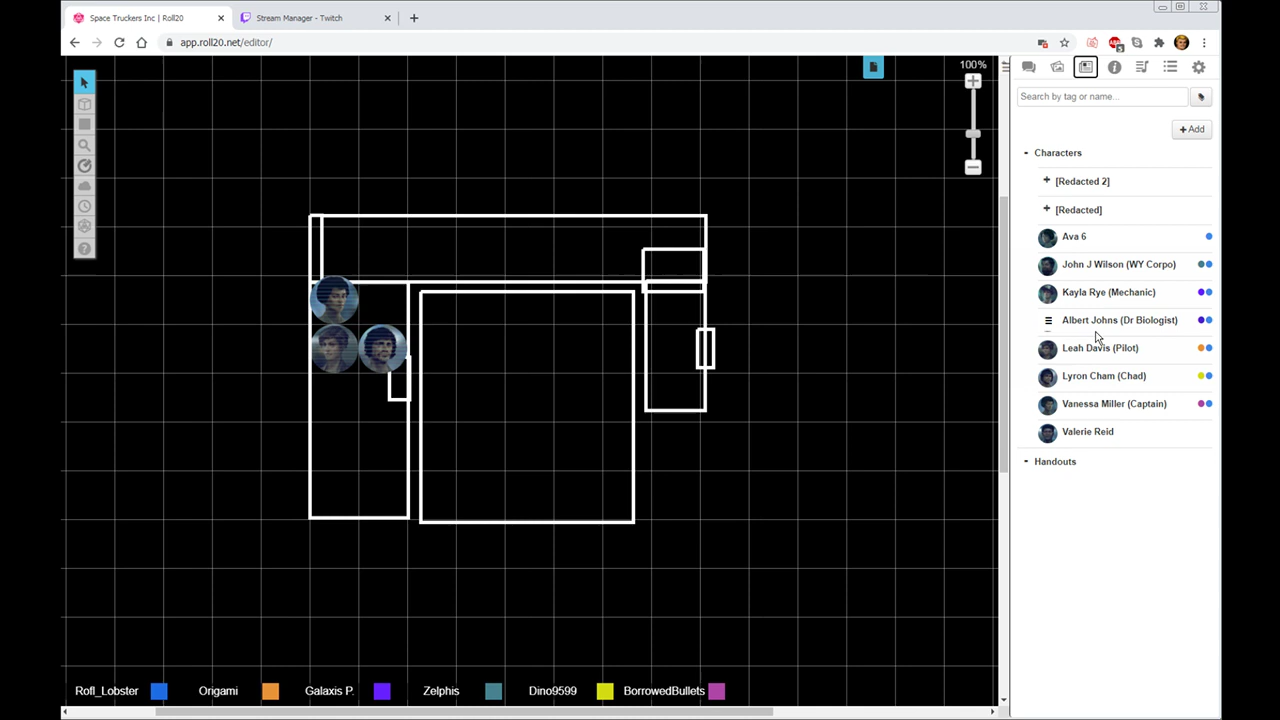 Space Truckers Inc | Roll20
Stream Manager - Twitch
app.roll20.net/editor/
5
100%
Search by tag or name...
Add
Characters
[Redacted 2]
[Redacted]
Ava 6
John J Wilson (WY Corpo)
Kayla Rye (Mechanic)
Albert Johns (Dr Biologist)
Leah Davis (Pilot)
Lyron Cham (Chad)
Vanessa Miller (Captain)
Valerie Reid
Handouts
Rofl_Lobster
Origami
Galaxis P.
Zelphis
Dino9599
BorrowedBullets